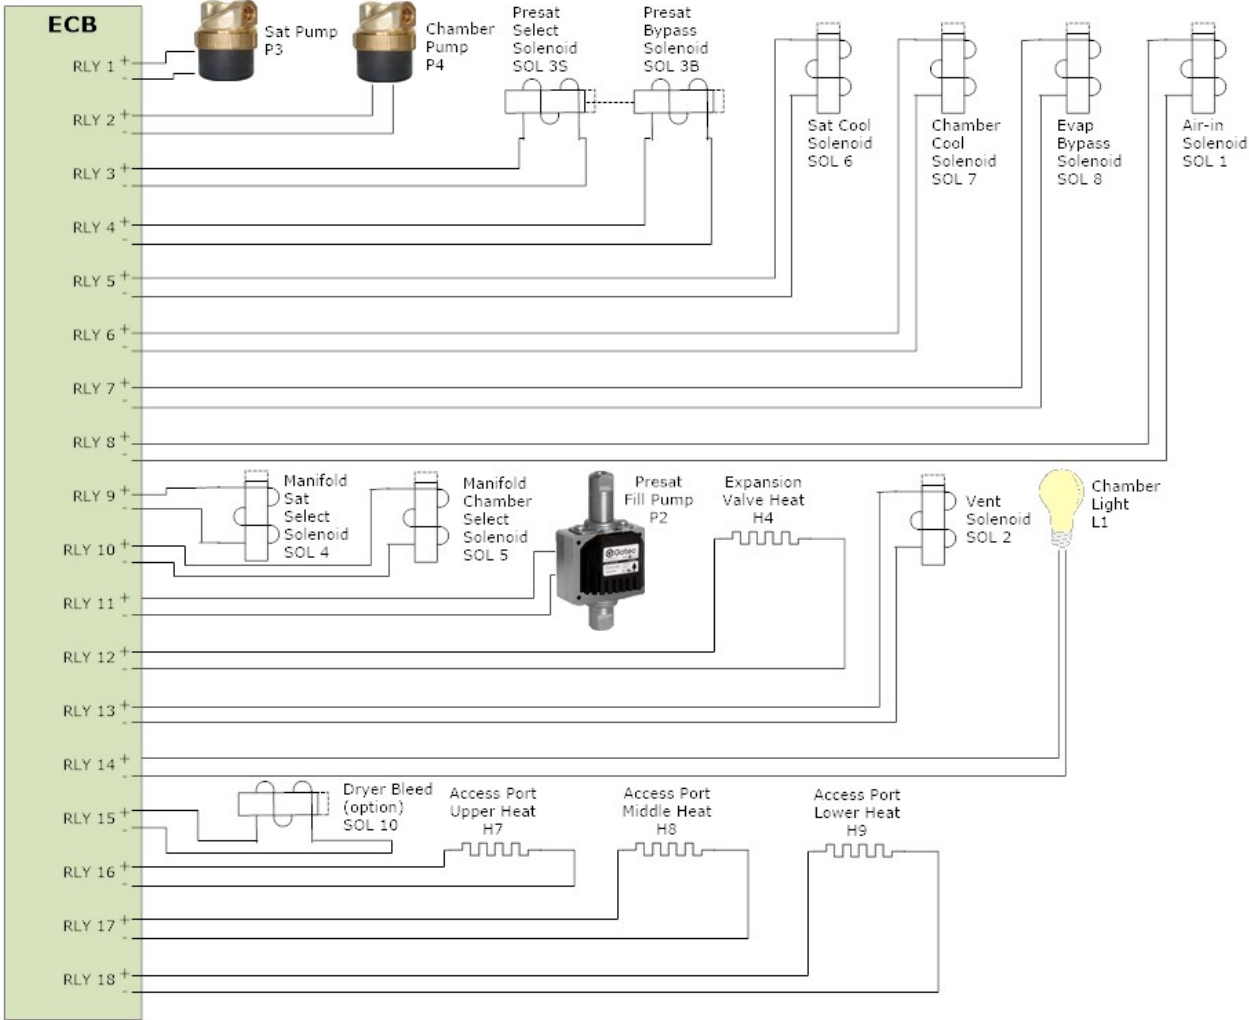 ECB
RLY 1 +
-
RLY 2 +
-
RLY 3 +
-
RLY 4 +
-
RLY 5 +
-
RLY 6 +
-
RLY 7 +
-
RLY 8 +
-
RLY 9 +
-
RLY 10 +
-
RLY 11 +
-
RLY 12 +
-
RLY 13 +
-
RLY 14 +
-
RLY 15 +
-
RLY 16 +
-
RLY 17 +
-
RLY 18 +
-
Sat Pump
P3
Chamber
Pump
P4
Presat
Select
Solenoid
SOL 3S
Presat
Bypass
Solenoid
SOL 3B
Sat Cool
Solenoid
SOL 6
Chamber
Cool
Solenoid
SOL 7
Evap
Bypass
Solenoid
SOL 8
Air-in
Solenoid
SOL 1
Manifold
Sat
Select
Solenoid
SOL 4
Manifold
Chamber
Select
Solenoid
SOL 5
Presat
Fill Pump
P2
Gotec
Expansion
Valve Heat
H4
Vent
Solenoid
SOL 2
Chamber
Light
L1
Dryer Bleed
(option)
SOL 10
Access Port
Upper Heat
H7
Access Port
Middle Heat
H8
Access Port
Lower Heat
H9